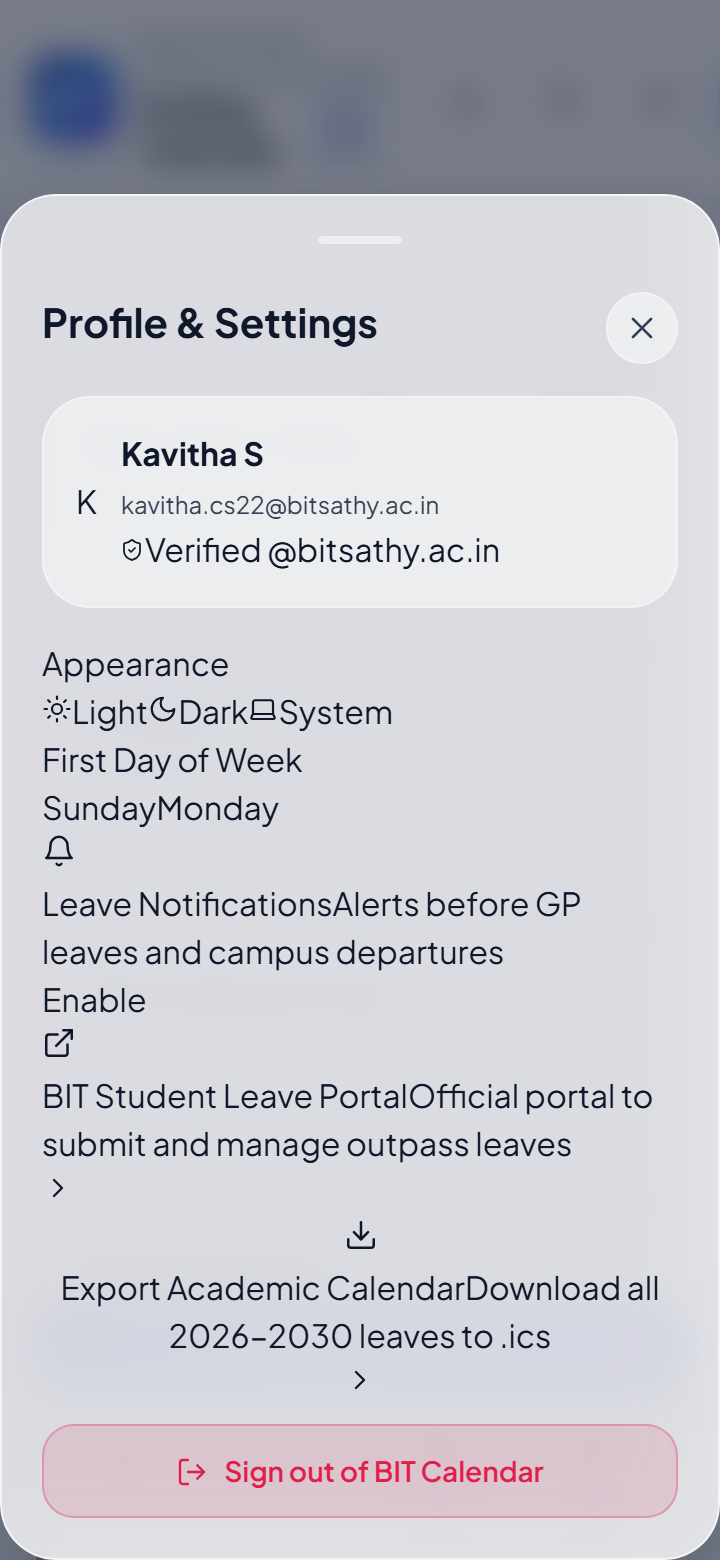 Profile & Settings
Kavitha S
K
kavitha.cs22@bitsathy.ac.in
Verified @bitsathy.ac.in
Appearance
LightDarkSystem
First Day of Week
SundayMonday
Leave NotificationsAlerts before GP
leaves and campus departures
Enable
BIT Student Leave PortalOfficial portal to
submit and manage outpass leaves
Export Academic CalendarDownload all
2026–2030 leaves to .ics
Sign out of BIT Calendar